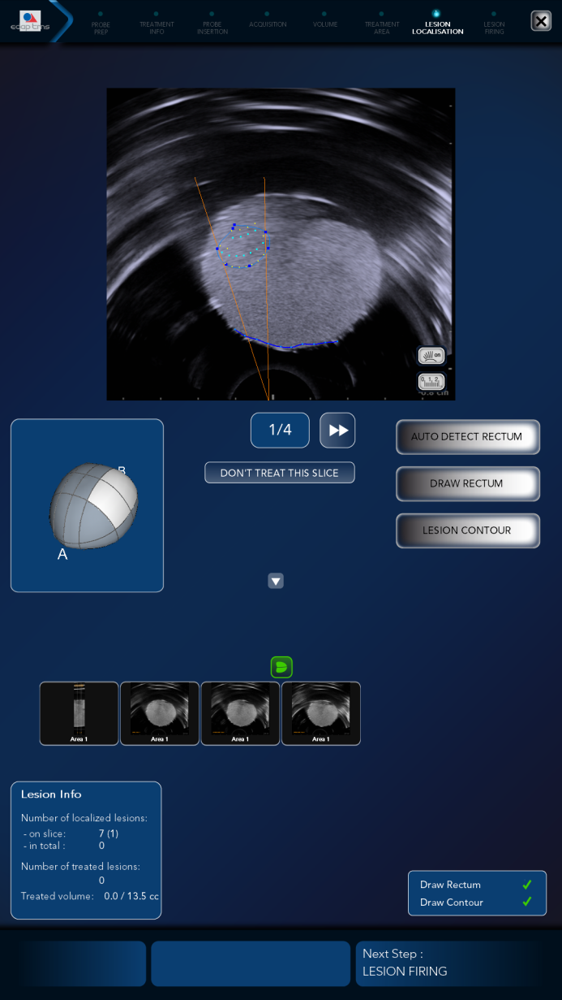 edap tms
PROBE
PREP
TREATMENT
INFO
PROBE
INSERTION
ACQUISITION
VOLUME
TREATMENT
AREA
LESION
LOCALISATION
LESION
FIRING
on
0 1 2
1/4
DON'T TREAT THIS SLICE
AUTO DETECT RECTUM
DRAW RECTUM
LESION CONTOUR
B
A
Area 1
Area 1
Area 1
Area 1
Lesion Info
Number of localized lesions:
- on slice: 7 (1)
- in total : 0
Number of treated lesions:
0
Treated volume: 0.0 / 13.5 cc
Draw Rectum
Draw Contour
Next Step :
LESION FIRING